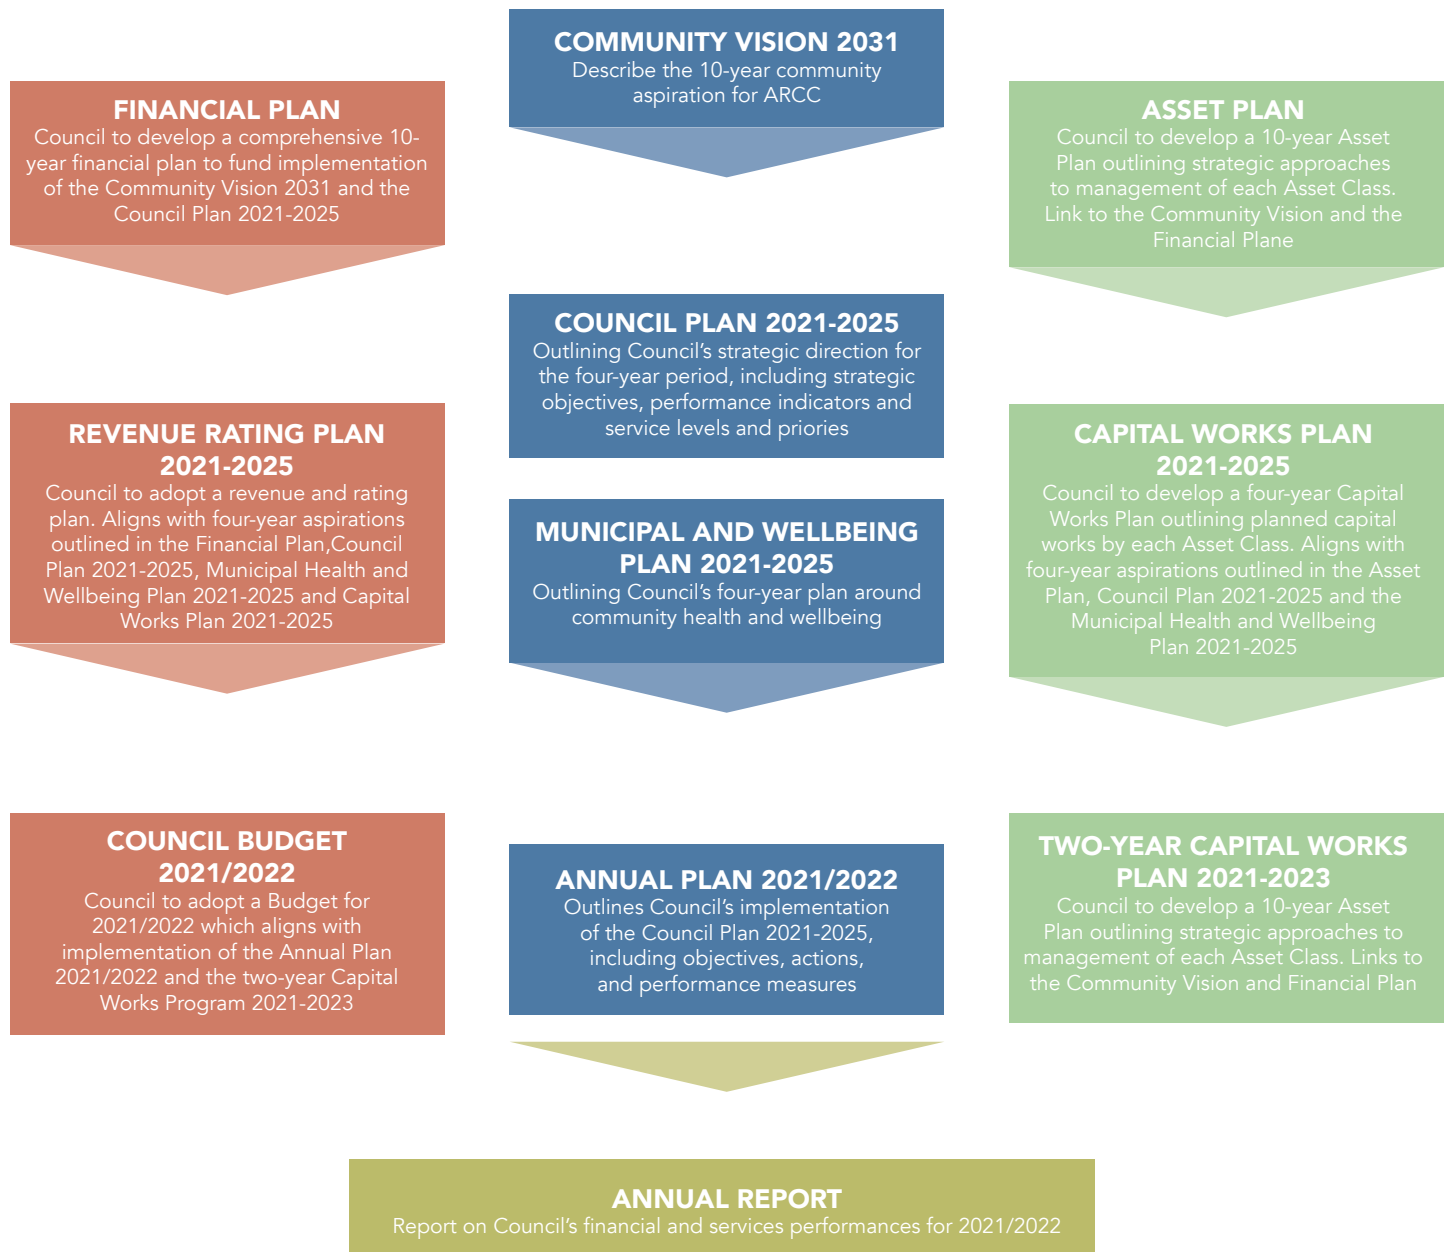 COMMUNITY VISION 2031
Describe the 10-year community
aspiration for ARCC
FINANCIAL PLAN
Council to develop a comprehensive 10-
year financial plan to fund implementation
of the Community Vision 2031 and the
Council Plan 2021-2025
ASSET PLAN
Council to develop a 10-year Asset
Plan outlining strategic approaches
to management of each Asset Class.
Link to the Community Vision and the
Financial Plane
COUNCIL PLAN 2021-2025
Outlining Council’s strategic direction for
the four-year period, including strategic
objectives, performance indicators and
service levels and priories
REVENUE RATING PLAN
2021-2025
Council to adopt a revenue and rating
plan. Aligns with four-year aspirations
outlined in the Financial Plan,Council
Plan 2021-2025, Municipal Health and
Wellbeing Plan 2021-2025 and Capital
Works Plan 2021-2025
MUNICIPAL AND WELLBEING
PLAN 2021-2025
Outlining Council’s four-year plan around
community health and wellbeing
CAPITAL WORKS PLAN
2021-2025
Council to develop a four-year Capital
Works Plan outlining planned capital
works by each Asset Class. Aligns with
four-year aspirations outlined in the Asset
Plan, Council Plan 2021-2025 and the
Municipal Health and Wellbeing
Plan 2021-2025
COUNCIL BUDGET
2021/2022
Council to adopt a Budget for
2021/2022 which aligns with
implementation of the Annual Plan
2021/2022 and the two-year Capital
Works Program 2021-2023
ANNUAL PLAN 2021/2022
Outlines Council’s implementation
of the Council Plan 2021-2025,
including objectives, actions,
and performance measures
TWO-YEAR CAPITAL WORKS
PLAN 2021-2023
Council to develop a 10-year Asset
Plan outlining strategic approaches to
management of each Asset Class. Links to
the Community Vision and Financial Plan
ANNUAL REPORT
Report on Council’s financial and services performances for 2021/2022